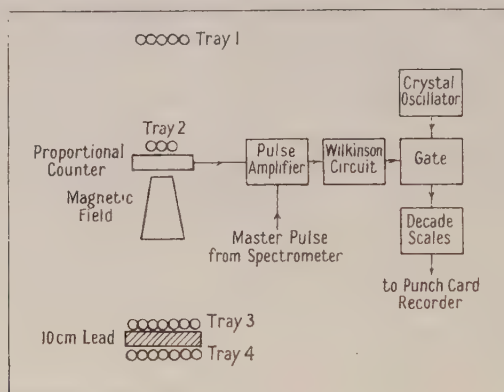 Tray 1
Crystal
Oscillator
Tray 2
Proportional
Counter
Pulse
Amplifier
Wilkinson
Circuit
Gate
Magnetic
Field
Master Pulse
from Spectrometer
Decade
Scales
to Punch Card
Recorder
Tray 3
10cm Lead
Tray 4